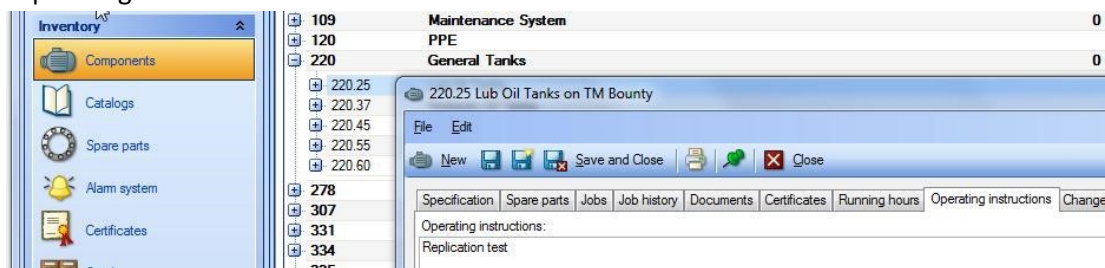 Inventory
Components
Catalogs
Spare parts
Alarm system
Certificates
109 Maintenance System 0
120 PPE
220 General Tanks 0
220.25
220.37
220.45
220.55
220.60
278
307
331
334
220.25 Lub Oil Tanks on TM Bounty
File Edit
New Save and Close Close
Specification Spare parts Jobs Job history Documents Certificates Running hours Operating instructions Change
Operating instructions:
Replication test